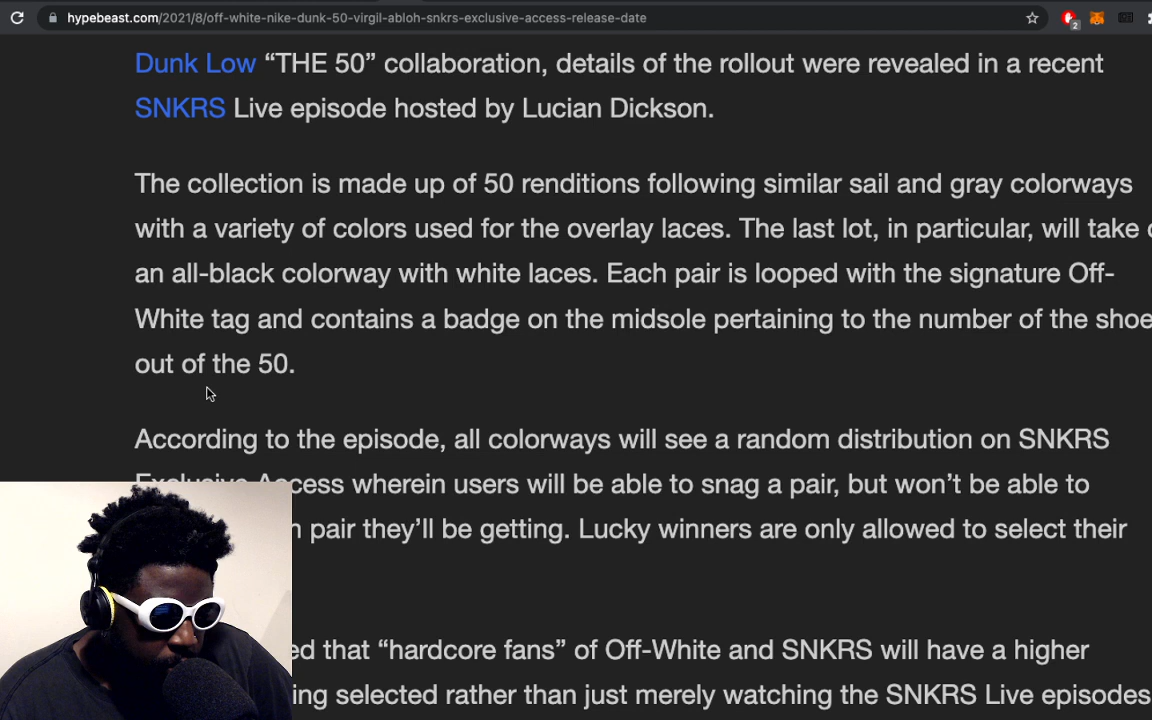 hypebeast.com/2021/8/off-white-nike-dunk-50-virgil-abloh-snkrs-exclusive-access-release-date
2
Dunk Low “THE 50” collaboration, details of the rollout were revealed in a recent
SNKRS Live episode hosted by Lucian Dickson.
The collection is made up of 50 renditions following similar sail and gray colorways
with a variety of colors used for the overlay laces. The last lot, in particular, will take
an all-black colorway with white laces. Each pair is looped with the signature Off-
White tag and contains a badge on the midsole pertaining to the number of the shoe
out of the 50.
According to the episode, all colorways will see a random distribution on SNKRS
Exclusive Access wherein users will be able to snag a pair, but won’t be able to
pair they’ll be getting. Lucky winners are only allowed to select their
that “hardcore fans” of Off-White and SNKRS will have a higher
selected rather than just merely watching the SNKRS Live episodes